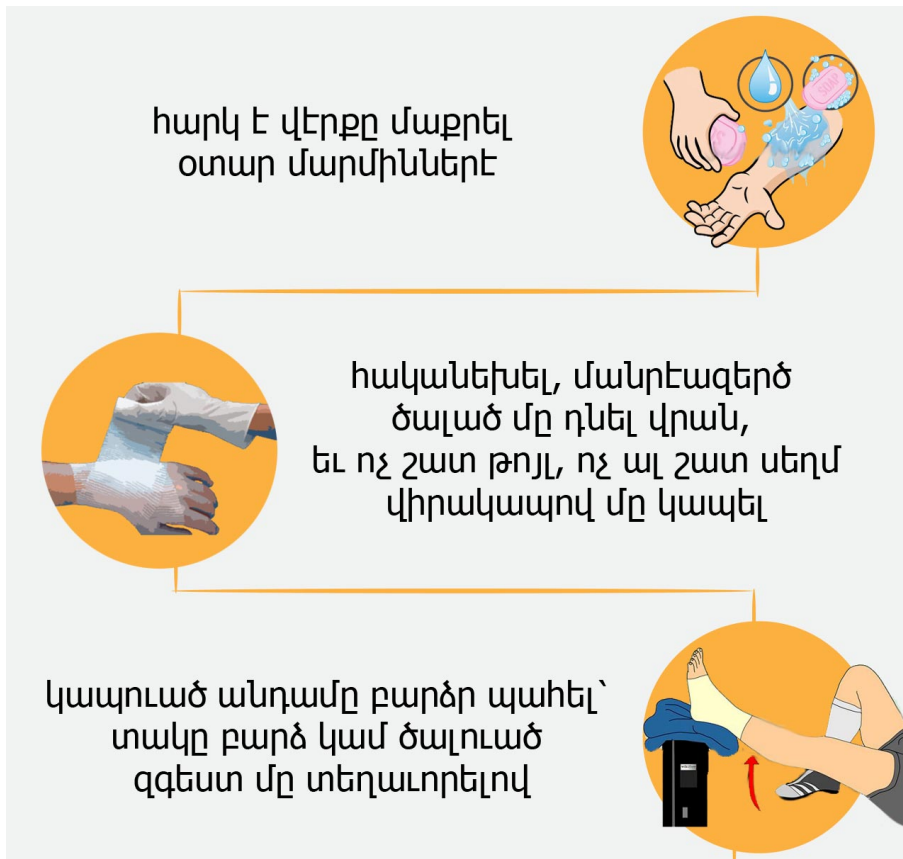 հարկ է վէրքը մաքրել
օտար մարմիններէ
SOAP
հականեխել, մանրէազերծ
ծալած մը դնել վրան,
եւ ոչ շատ թոյլ, ոչ ալ շատ սեղմ
վիրակապով մը կապել
կապուած անդամը բարձր պահել՝
տակը բարձ կամ ծալուած
զգեստ մը տեղաւորելով